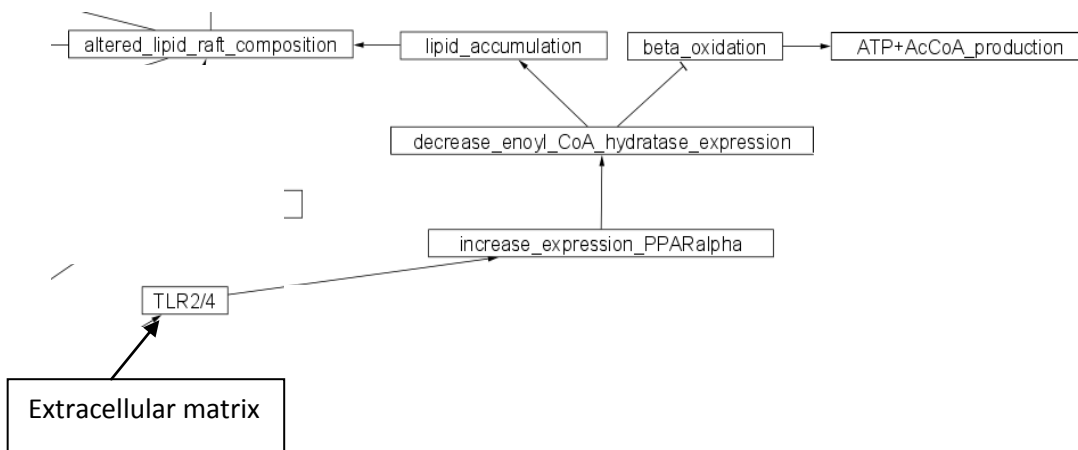 altered_lipid_raft_composition
lipid_accumulation
beta_oxidation
ATP+AcCoA_production
decrease_enoyl_CoA_hydratase_expression
increase_expression_PPARalpha
TLR2/4
Extracellular matrix